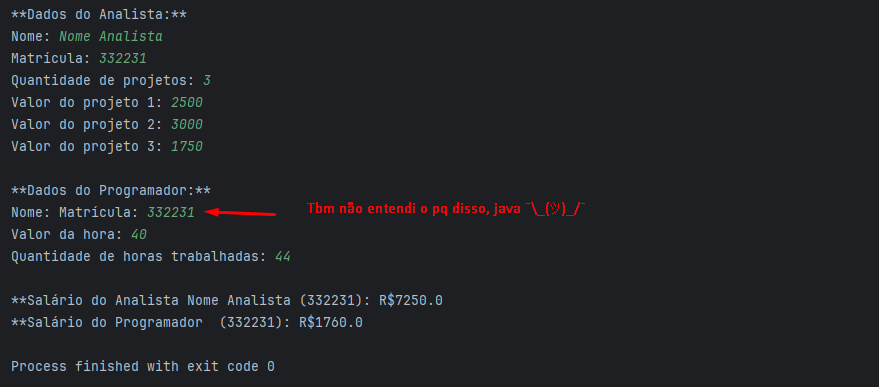 **Dados do Analista:**
Nome: Nome Analista
Matrícula: 332231
Quantidade de projetos: 3
Valor do projeto 1: 2500
Valor do projeto 2: 3000
Valor do projeto 3: 1750
**Dados do Programador:**
Nome: Matrícula: 332231
Tbm não entendi o pq disso, java ¯\_(ツ)_/¯
Valor da hora: 40
Quantidade de horas trabalhadas: 44
**Salário do Analista Nome Analista (332231): R$7250.0
**Salário do Programador  (332231): R$1760.0
Process finished with exit code 0